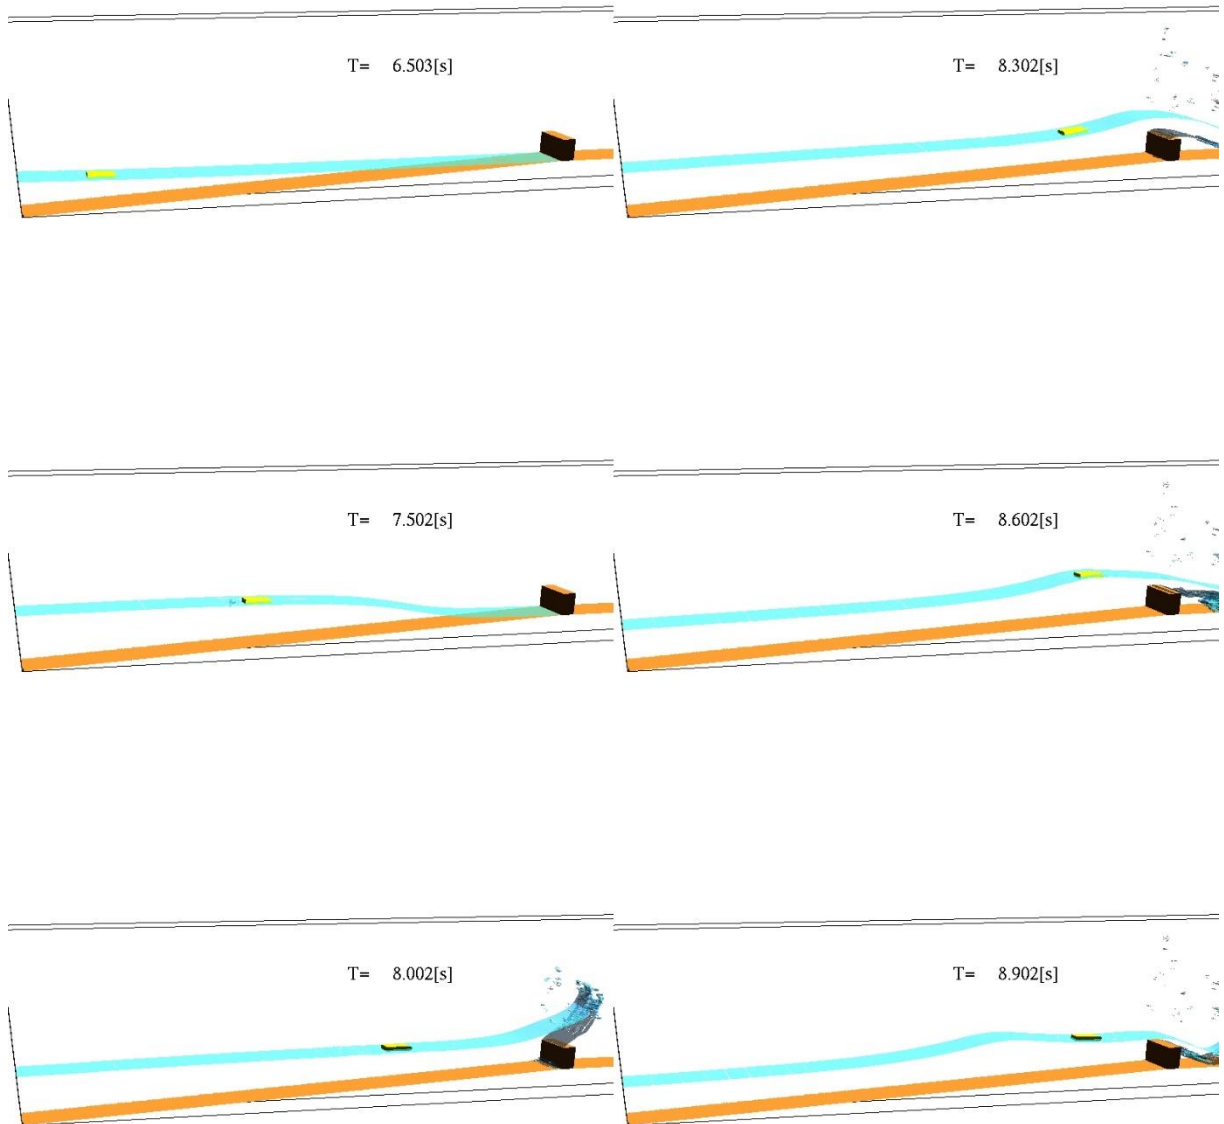 T= 6.503[s]
T= 8.302[s]
T= 7.502[s]
T= 8.602[s]
T= 8.002[s]
T= 8.902[s]